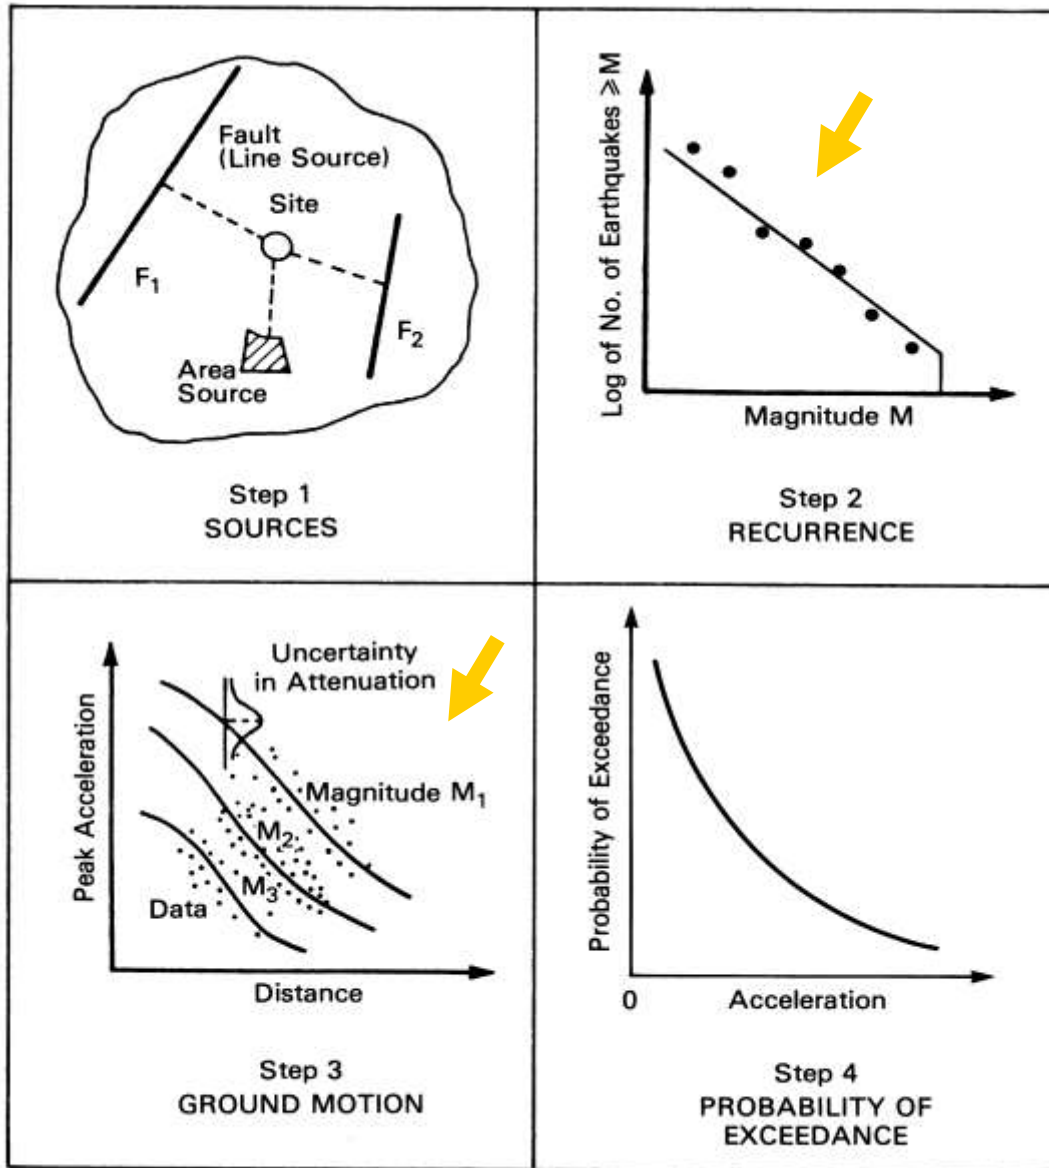 Fault
(Line Source)
Site
F1
F2
Area
Source
Step 1
SOURCES
Log of No. of Earthquakes ⩾M
Magnitude M
Step 2
RECURRENCE
Uncertainty
in Attenuation
Peak Acceleration
Magnitude M1
M2
M3
Data
Distance
Step 3
GROUND MOTION
Probability of Exceedance
0
Acceleration
Step 4
PROBABILITY OF
EXCEEDANCE